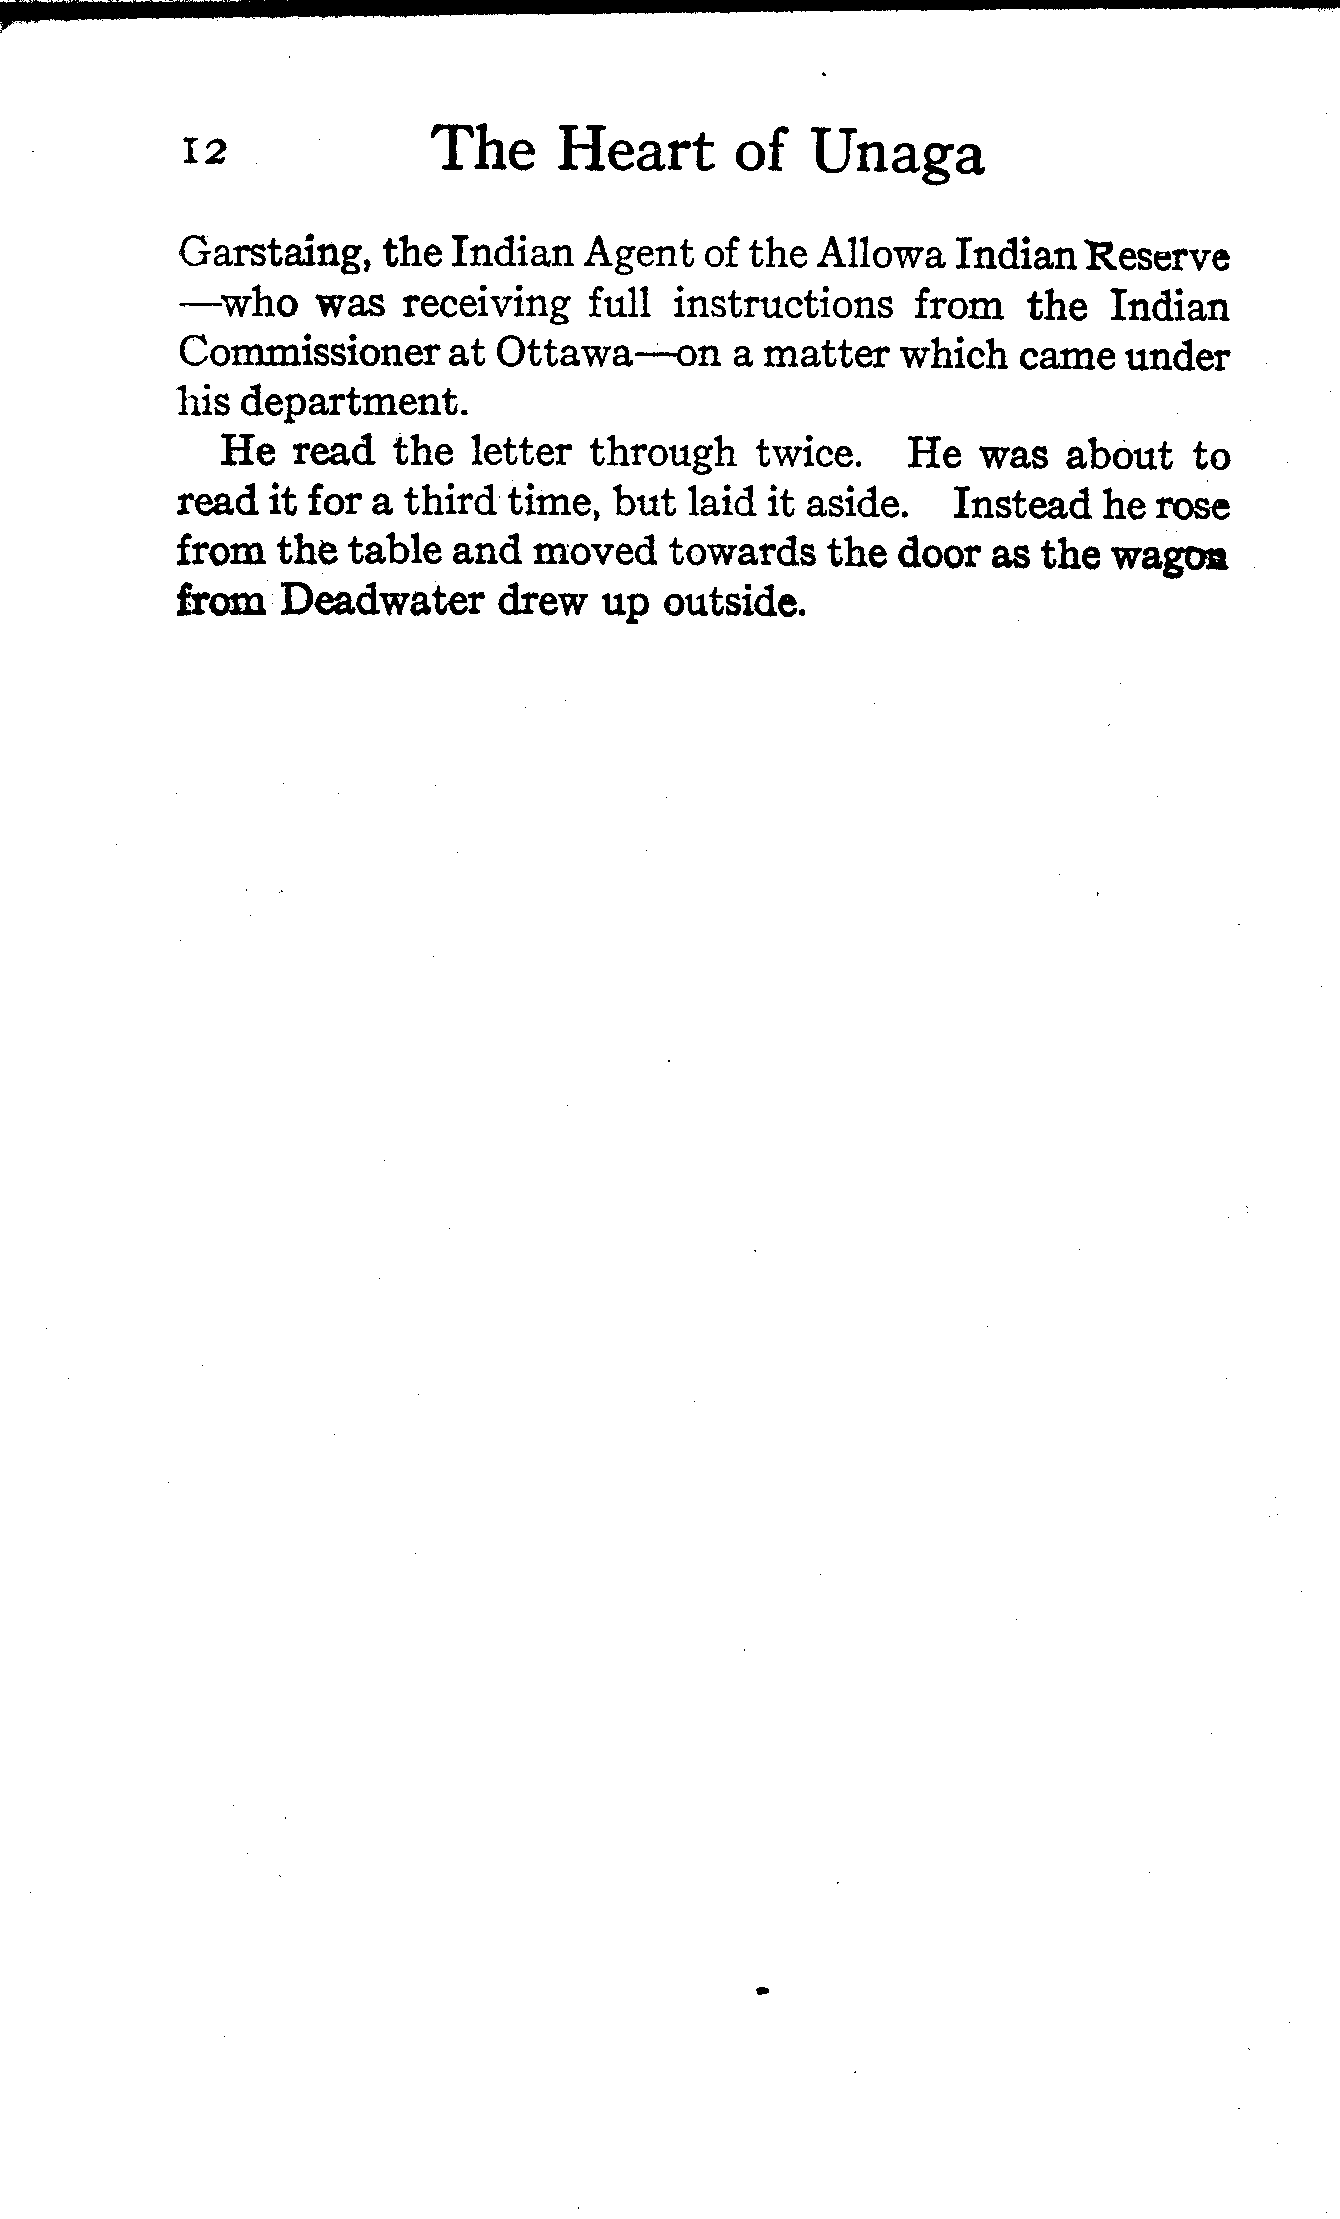 12 The Heart of Unaga
Garstaing, the Indian Agent of the Allowa Indian Reserve
—who was receiving full instructions from the Indian
Commissioner at Ottawa—on a matter which came under
his department.
He read the letter through twice. He was about to
read it for a third time, but laid it aside. Instead he rose
from the table and moved towards the door as the wagon
from Deadwater drew up outside.